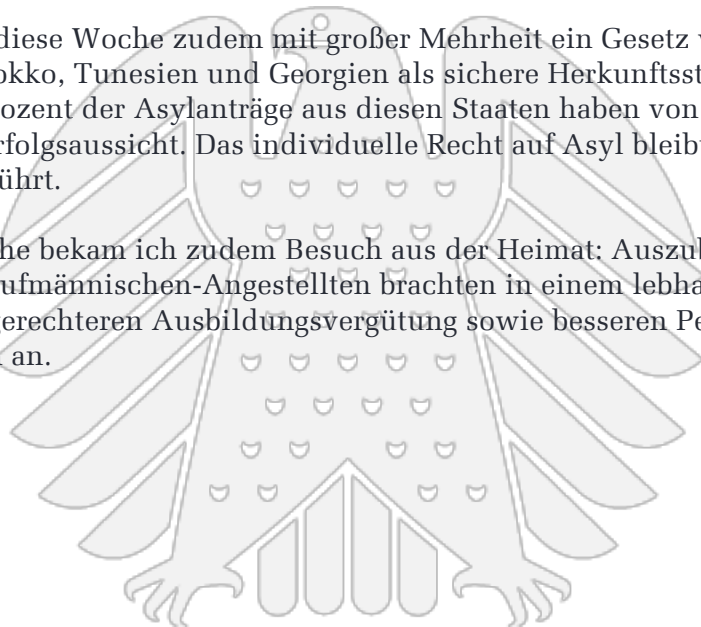 diese Woche zudem mit großer Mehrheit ein Gesetz
okko, Tunesien und Georgien als sichere Herkunftsst
ozent der Asylanträge aus diesen Staaten haben von
rfolgsaussicht. Das individuelle Recht auf Asyl bleib
ührt.
he bekam ich zudem Besuch aus der Heimat: Auszu
ufmännischen-Angestellten brachten in einem lebha
gerechteren Ausbildungsvergütung sowie besseren Pe
an.